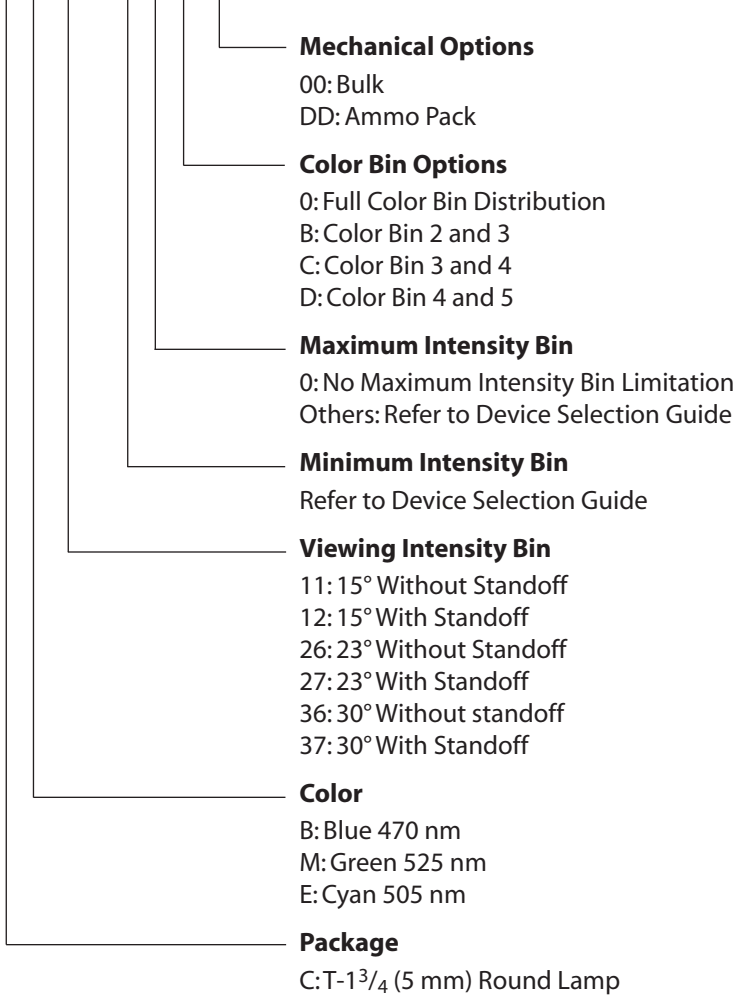 Mechanical Options
00: Bulk
DD: Ammo Pack
Color Bin Options
0: Full Color Bin Distribution
B: Color Bin 2 and 3
C: Color Bin 3 and 4
D: Color Bin 4 and 5
Maximum Intensity Bin
0: No Maximum Intensity Bin Limitation
Others: Refer to Device Selection Guide
Minimum Intensity Bin
Refer to Device Selection Guide
Viewing Intensity Bin
11: 15° Without Standoff
12: 15° With Standoff
26: 23° Without Standoff
27: 23° With Standoff
36: 30° Without standoff
37: 30° With Standoff
Color
B: Blue 470 nm
M: Green 525 nm
E: Cyan 505 nm
Package
C: T-1 3/4 (5 mm) Round Lamp